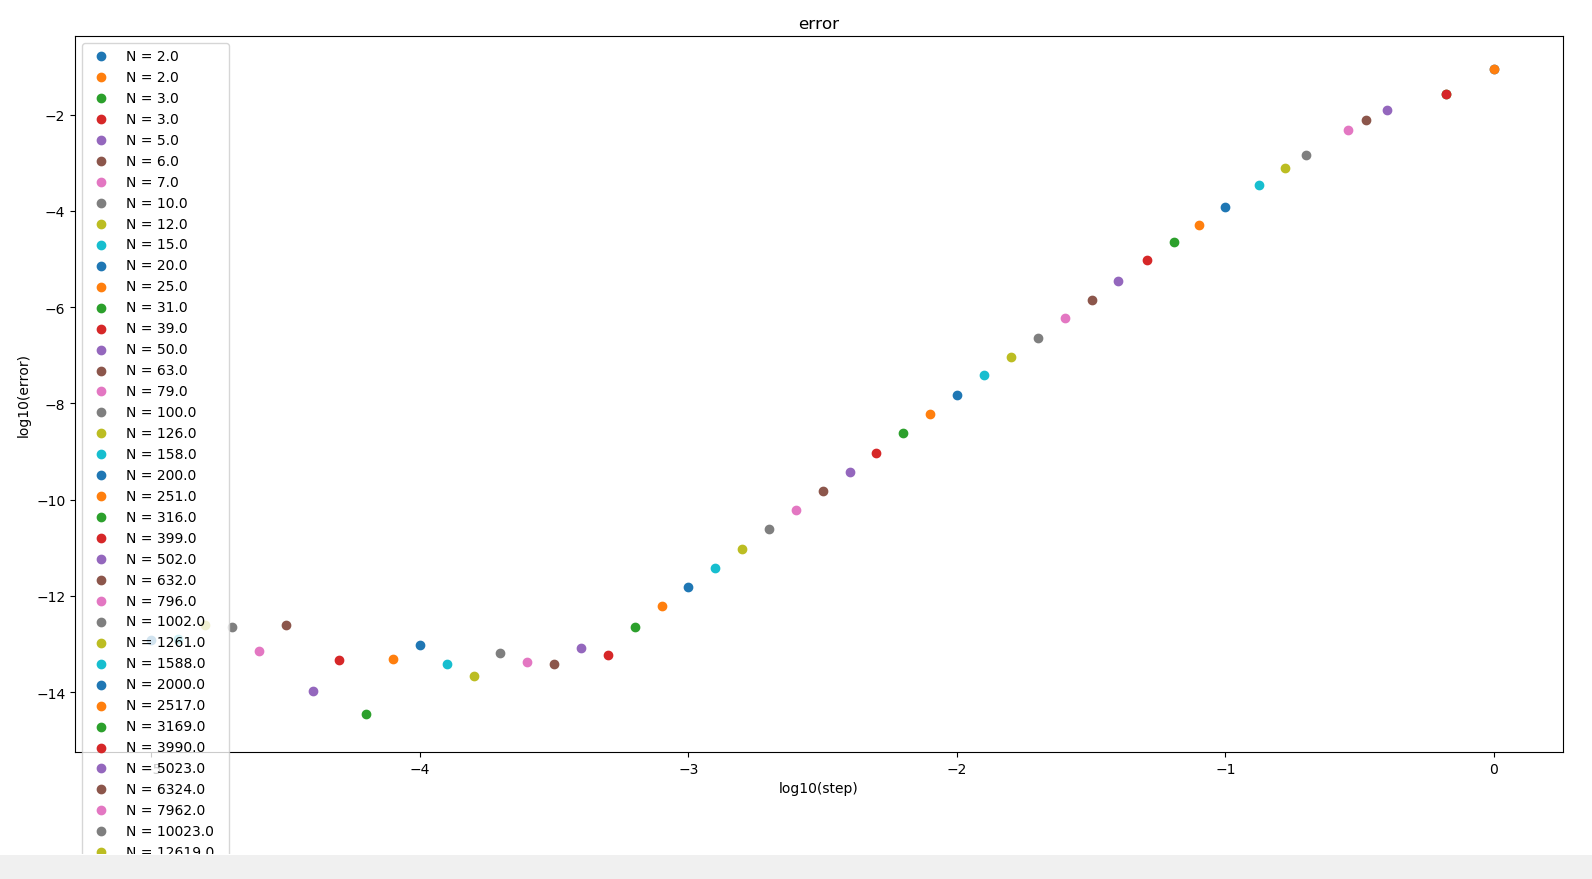 error
N = 2.0
N = 2.0
N = 3.0
N = 3.0
N = 5.0
N = 6.0
N = 7.0
N = 10.0
N = 12.0
N = 15.0
N = 20.0
N = 25.0
N = 31.0
N = 39.0
N = 50.0
N = 63.0
N = 79.0
N = 100.0
N = 126.0
N = 158.0
N = 200.0
N = 251.0
N = 316.0
N = 399.0
N = 502.0
N = 632.0
N = 796.0
N = 1002.0
N = 1261.0
N = 1588.0
N = 2000.0
N = 2517.0
N = 3169.0
N = 3990.0
N = 5023.0
N = 6324.0
N = 7962.0
N = 10023.0
N = 12619.0
−2
−4
−6
−8
−10
−12
−14
log10(error)
−4
−3
−2
−1
0
log10(step)